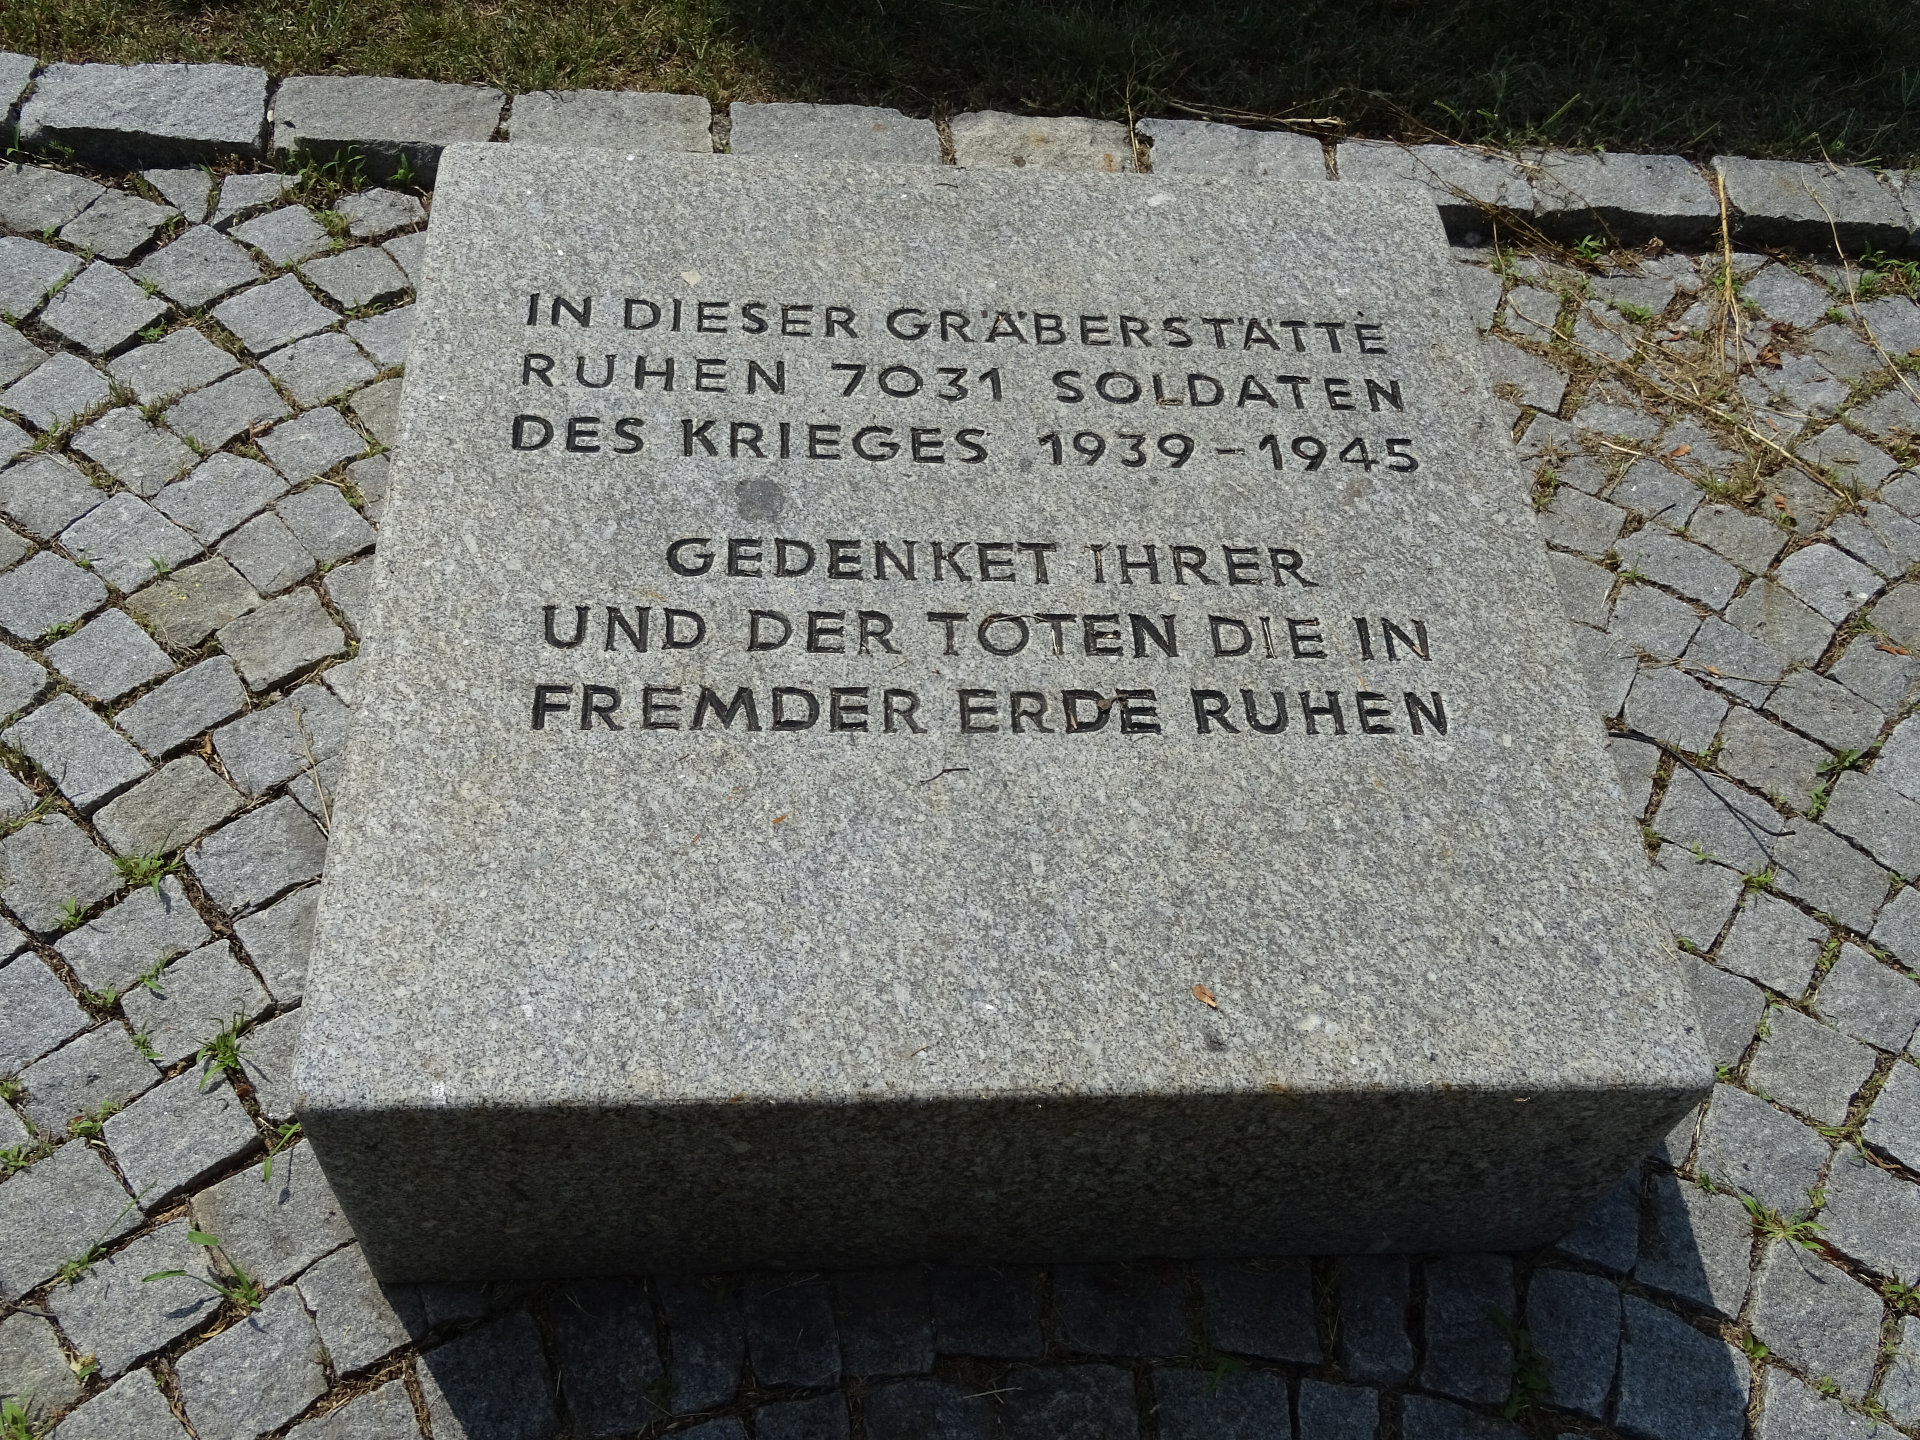 IN DIESER GRÄBERSTÄTTE
RUHEN 7031 SOLDATEN
DES KRIEGES 1939-1945
GEDENKET IHRER
UND DER TOTEN DIE IN
FREMDER ERDE RUHEN